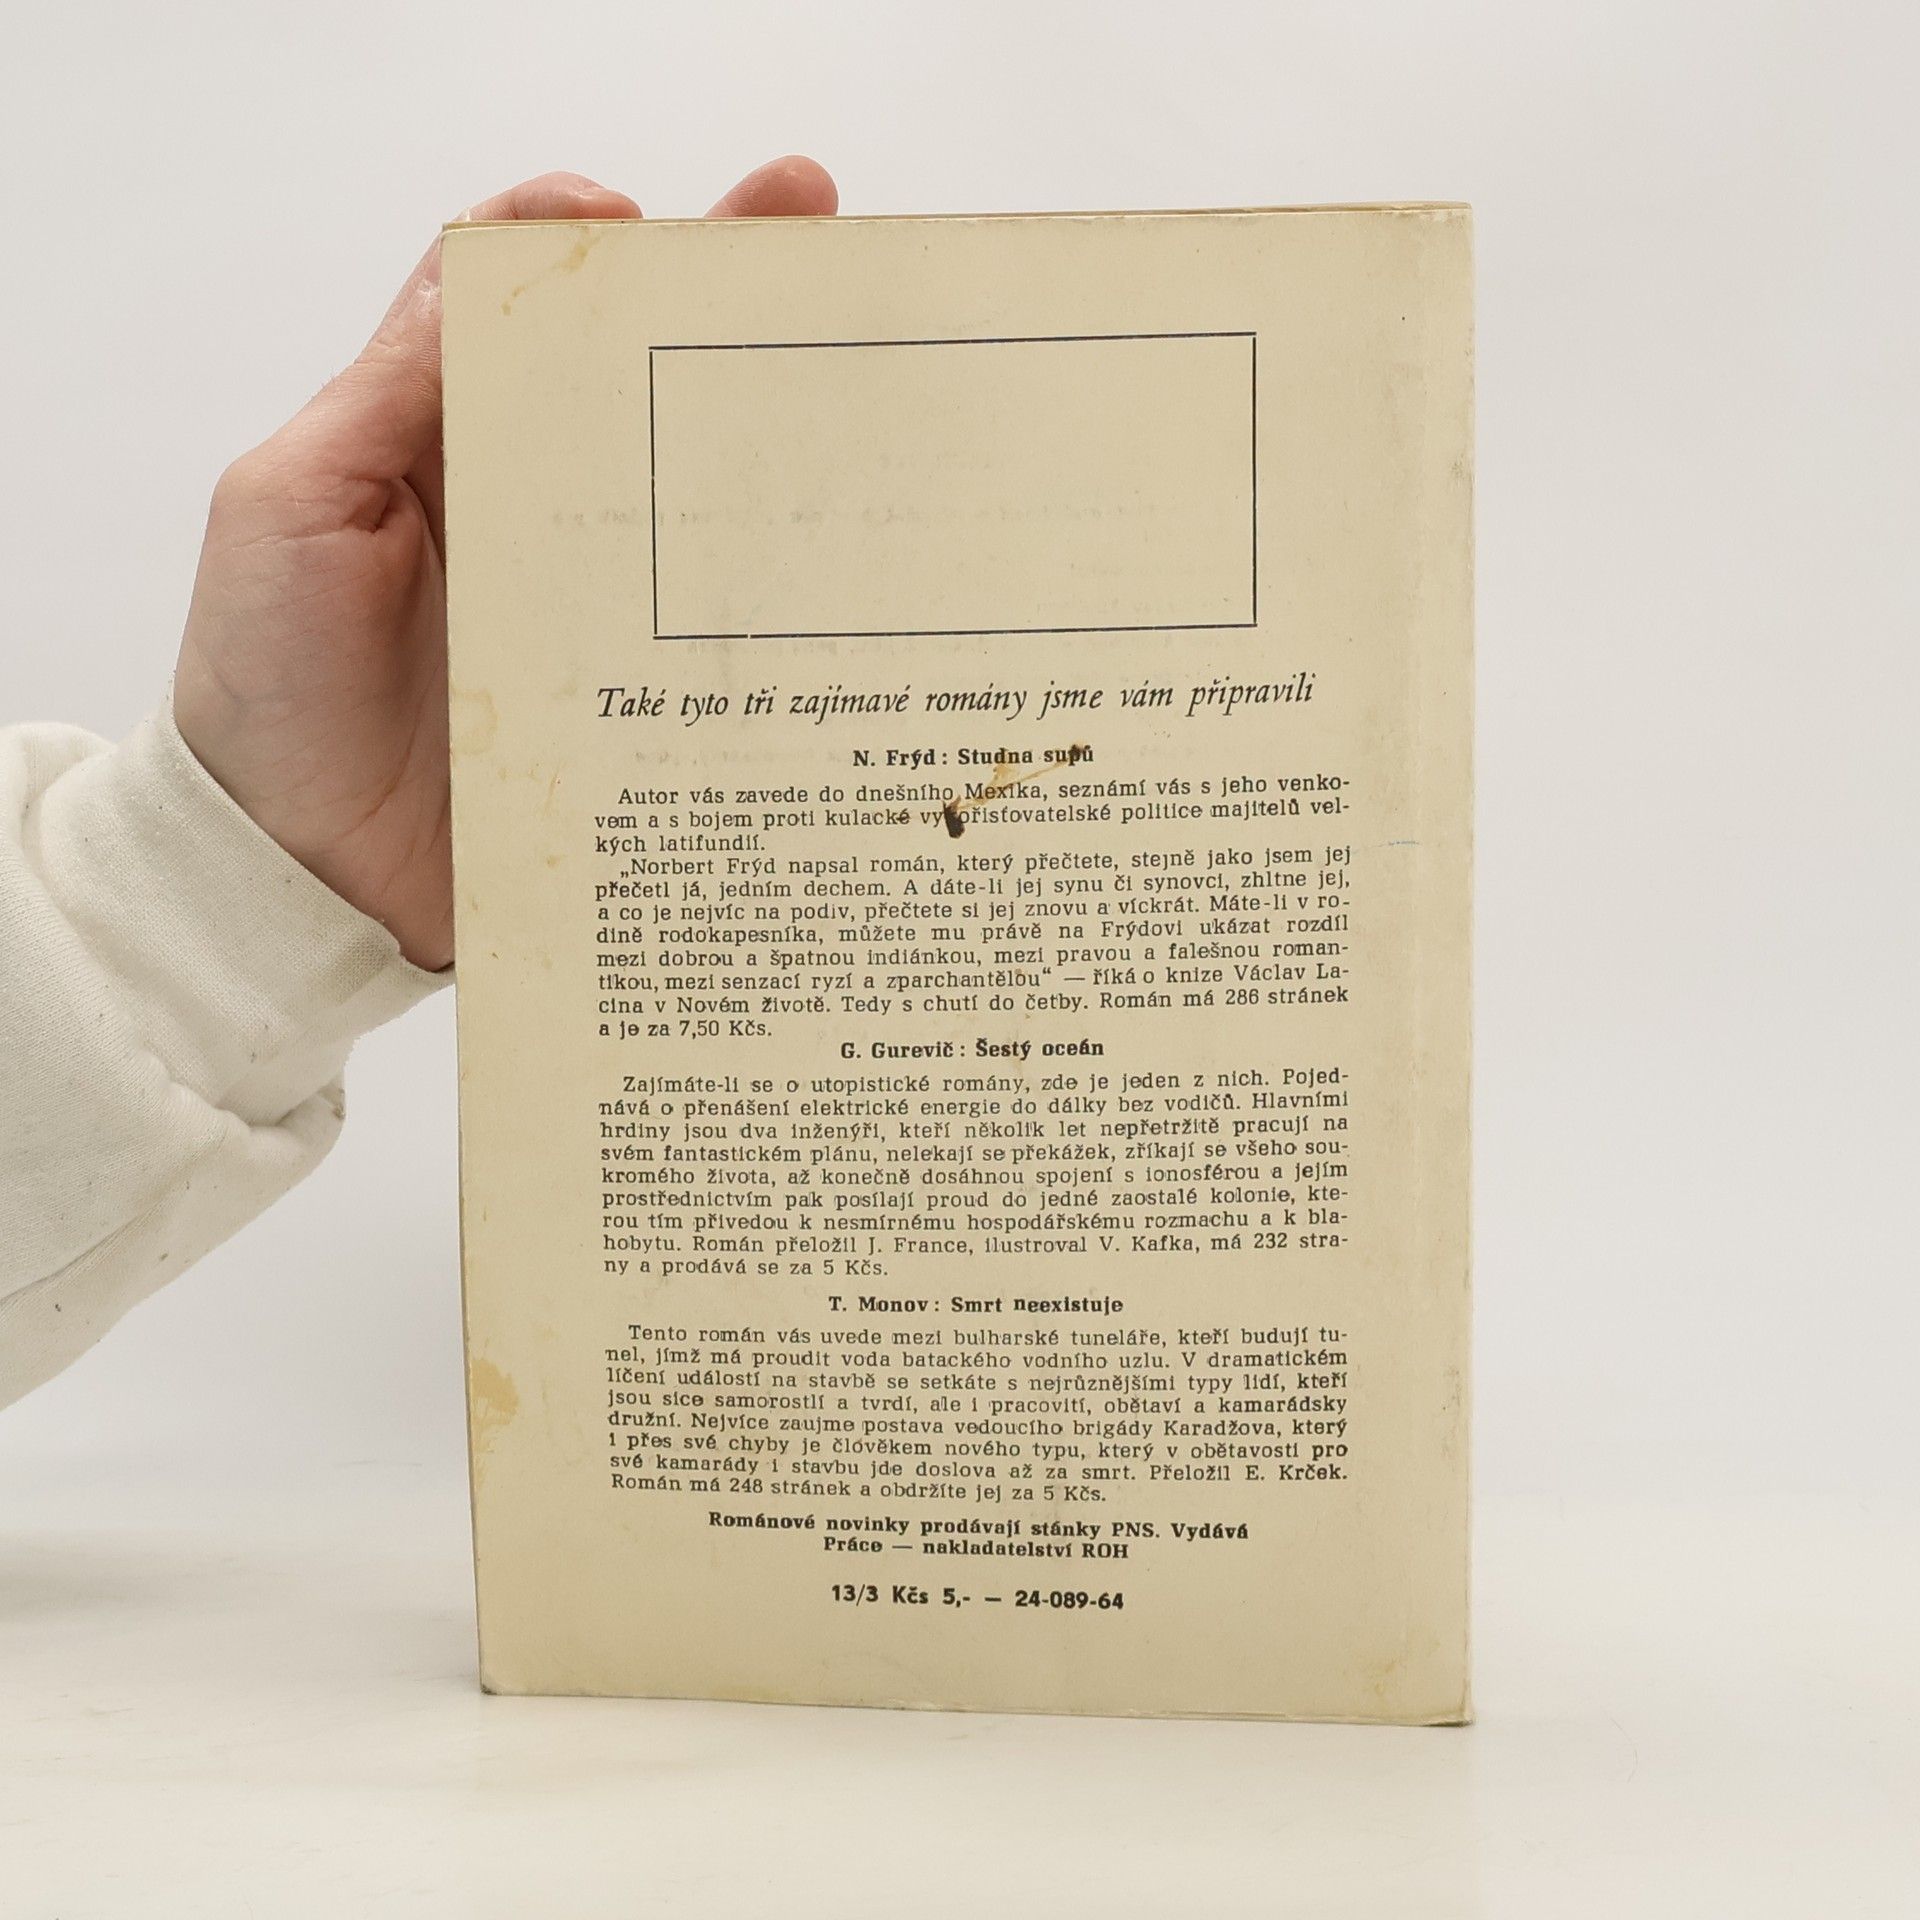 Také tyto tři zajímavé romány jsme vám připravili
N. Frýd: Studna supů
Autor vás zavede do dnešního Mexika, seznámí vás s jeho venko-
vem a s bojem proti kulacké vykořisťovatelské politice majitelů vel-
kých latifundií.
„Norbert Frýd napsal román, který přečtete, stejně jako jsem jej
přečetl já, jedním dechem. A dáte-li jej synu či synovci, zhltne jej,
a co je nejvíc na podiv, přečtete si jej znovu a víckrát. Máte-li v ro-
dině rodokapesníka, můžete mu právě na Frýdovi ukázat rozdíl
mezi dobrou a špatnou indiánkou, mezi pravou a falešnou roman-
tikou, mezi senzací ryzí a zparchantělou“ — říká o knize Václav La-
cina v Novém životě. Tedy s chutí do četby. Román má 286 stránek
a je za 7,50 Kčs.
G. Gurevič: Šestý oceán
Zajímáte-li se o utopistické romány, zde je jeden z nich. Pojed-
nává o přenášení elektrické energie do dálky bez vodičů. Hlavními
hrdiny jsou dva inženýři, kteří několik let nepřetržitě pracují na
svém fantastickém plánu, nelekají se překážek, zříkají se všeho sou-
kromého života, až konečně dosáhnou spojení s ionosférou a jejím
prostřednictvím pak posílají proud do jedné zaostalé kolonie, kte-
rou tím přivedou k nesmírnému hospodářskému rozmachu a k bla-
hobytu. Román přeložil J. France, ilustroval V. Kafka, má 232 stra-
ny a prodává se za 5 Kčs.
T. Monov: Smrt neexistuje
Tento román vás uvede mezi bulharské tuneláře, kteří budují tu-
nel, jímž má proudit voda batackého vodního uzlu. V dramatickém
líčení událostí na stavbě se setkáte s nejrůznějšími typy lidí, kteří
jsou sice samorostlí a tvrdí, ale i pracovití, obětaví a kamarádsky
družní. Nejvíce zaujme postava vedoucího brigády Karadžova, který
i přes své chyby je člověkem nového typu, který v obětavosti pro
své kamarády i stavbu jde doslova až za smrt. Přeložil E. Krček.
Román má 248 stránek a obdržíte jej za 5 Kčs.
Románové novinky prodávají stánky PNS. Vydává
Práce — nakladatelství ROH
13/3 Kčs 5,- — 24-089-64